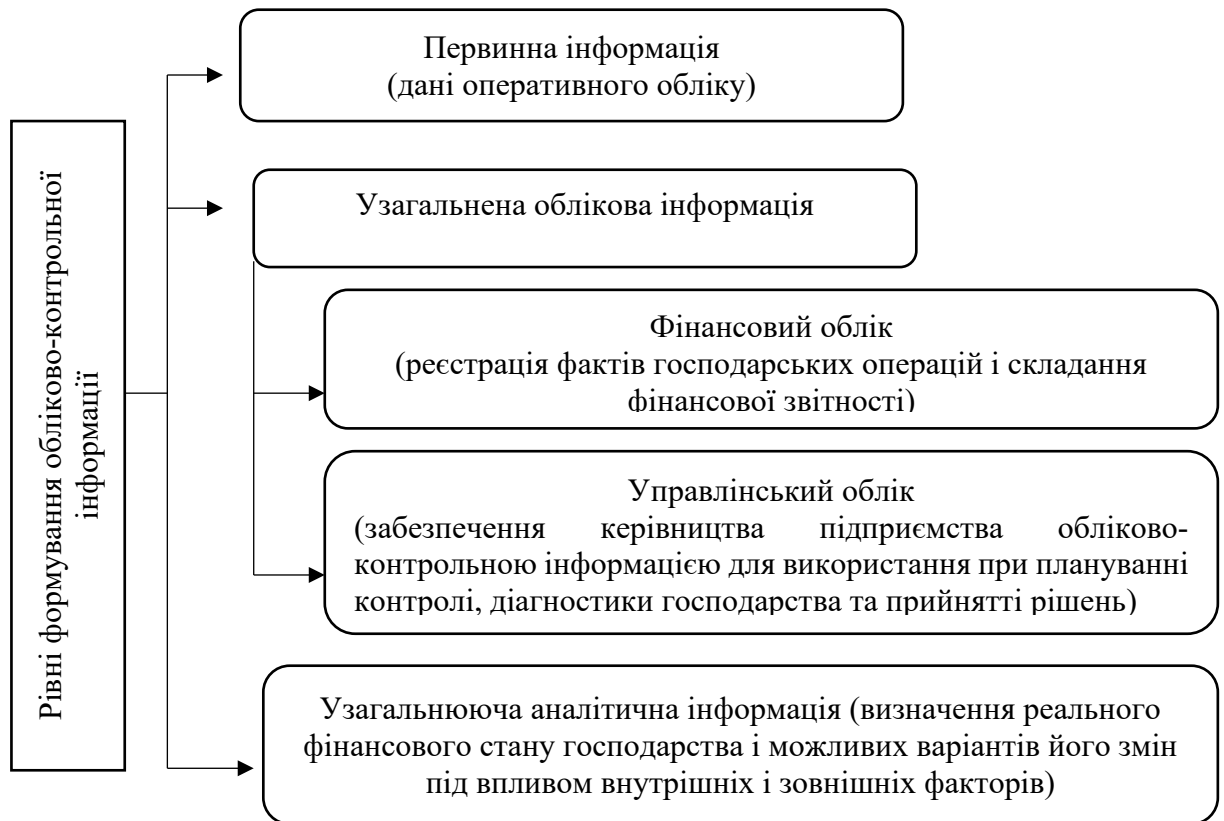 Рівні формування обліково-контрольної
інформації
Первинна інформація
(дані оперативного обліку)
Узагальнена облікова інформація
Фінансовий облік
(реєстрація фактів господарських операцій і складання
фінансової звітності)
Управлінський облік
(забезпечення керівництва підприємства обліково-
контрольною інформацією для використання при плануванні
контролі, діагностики господарства та прийнятті рішень)
Узагальнююча аналітична інформація (визначення реального
фінансового стану господарства і можливих варіантів його змін
під впливом внутрішніх і зовнішніх факторів)